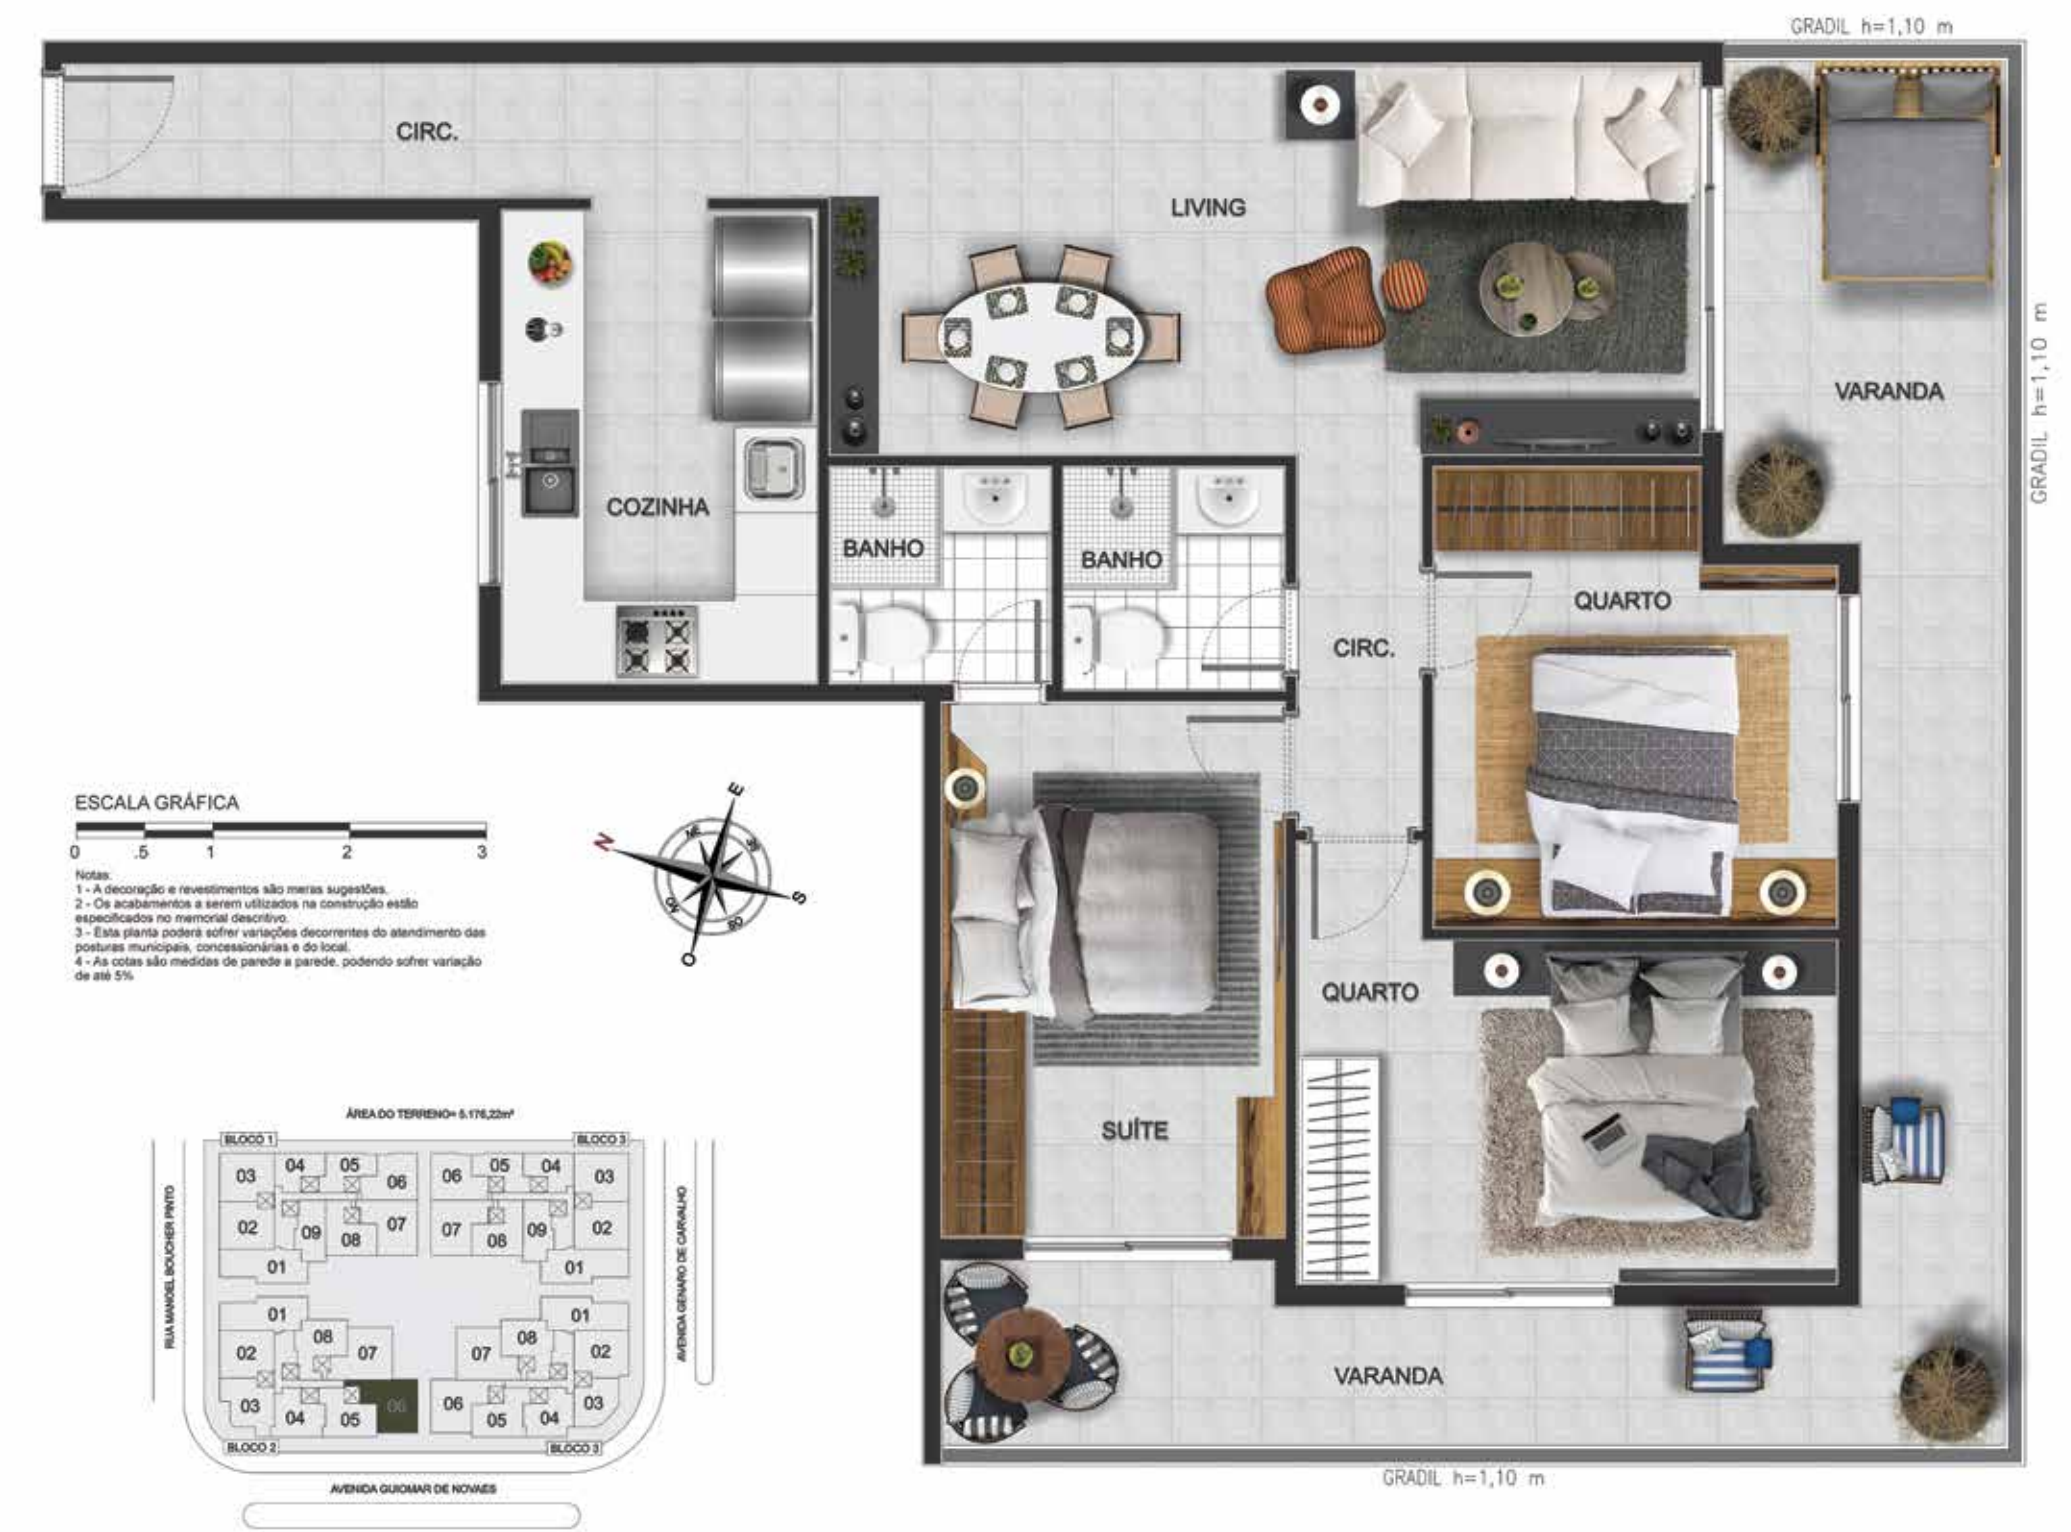 GRADIL h=1,10 m
CIRC.
LIVING
GRADIL h=1,10 m
VARANDA
COZINHA
BANHO
BANHO
QUARTO
CIRC.
ESCALA GRÁFICA
0 .5 1 2 3
Notas:
1 - A decoração e revestimentos são meras sugestões.
2 - Os acabamentos a serem utilizados na construção estão
especificados no memorial descritivo.
3 - Esta planta poderá sofrer variações decorrentes do atendimento das
posturas municipais, concessionárias e do local.
4 - As cotas são medidas de parede a parede, podendo sofrer variação
de até 5%
E
NE
SE
N
S
NO
SO
O
QUARTO
SUÍTE
VARANDA
GRADIL h=1,10 m
ÁREA DO TERRENO= 5.176,22m²
BLOCO 1
BLOCO 3
03 04 05 06 06 05 04 03
02 09 08 07 07 08 09 02
01 01
01 01
02 08 07 07 08 02
03 04 05 06 06 05 04 03
BLOCO 2
BLOCO 3
RUA MANOEL BOUCHER PINTO
AVENIDA GENARO DE CARVALHO
AVENIDA GUIOMAR DE NOVAES